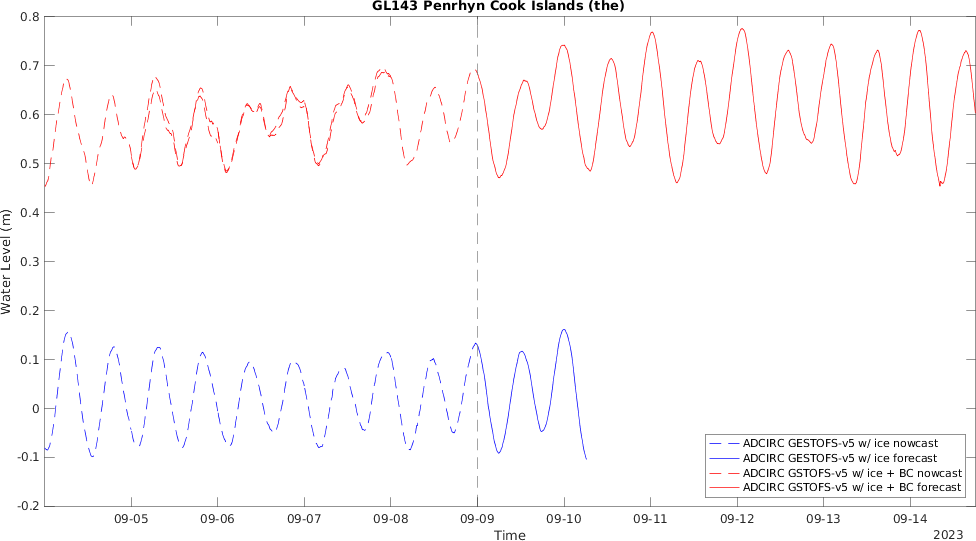 GL143 Penrhyn Cook Islands (the)
0.8
0.7
0.6
0.5
0.4
0.3
0.2
0.1
0
-0.1
-0.2
Water Level (m)
09-05 09-06 09-07 09-08 09-09 09-10 09-11 09-12 09-13 09-14
Time
2023
ADCIRC GESTOFS-v5 w/ ice nowcast
ADCIRC GESTOFS-v5 w/ ice forecast
ADCIRC GSTOFS-v5 w/ ice + BC nowcast
ADCIRC GSTOFS-v5 w/ ice + BC forecast